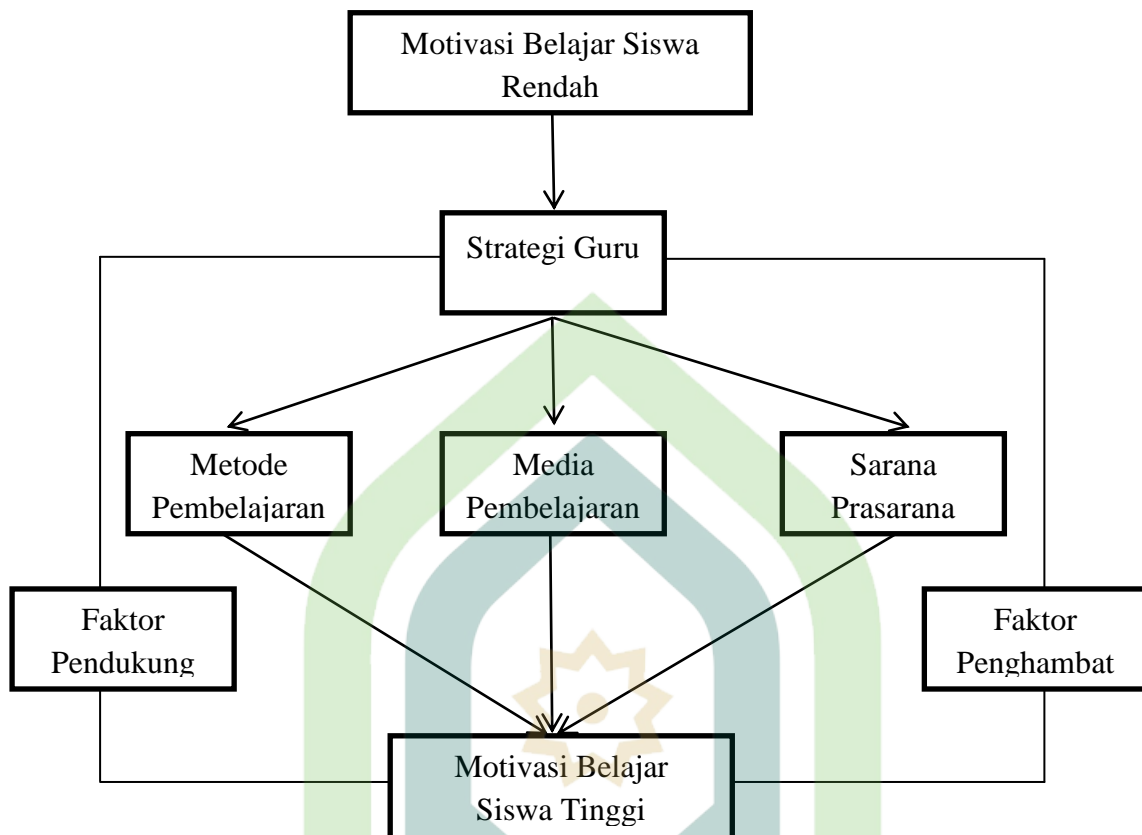 Motivasi Belajar Siswa
Rendah
Strategi Guru
Metode
Pembelajaran
Media
Pembelajaran
Sarana
Prasarana
Faktor
Pendukung
Faktor
Penghambat
Motivasi Belajar
Siswa Tinggi